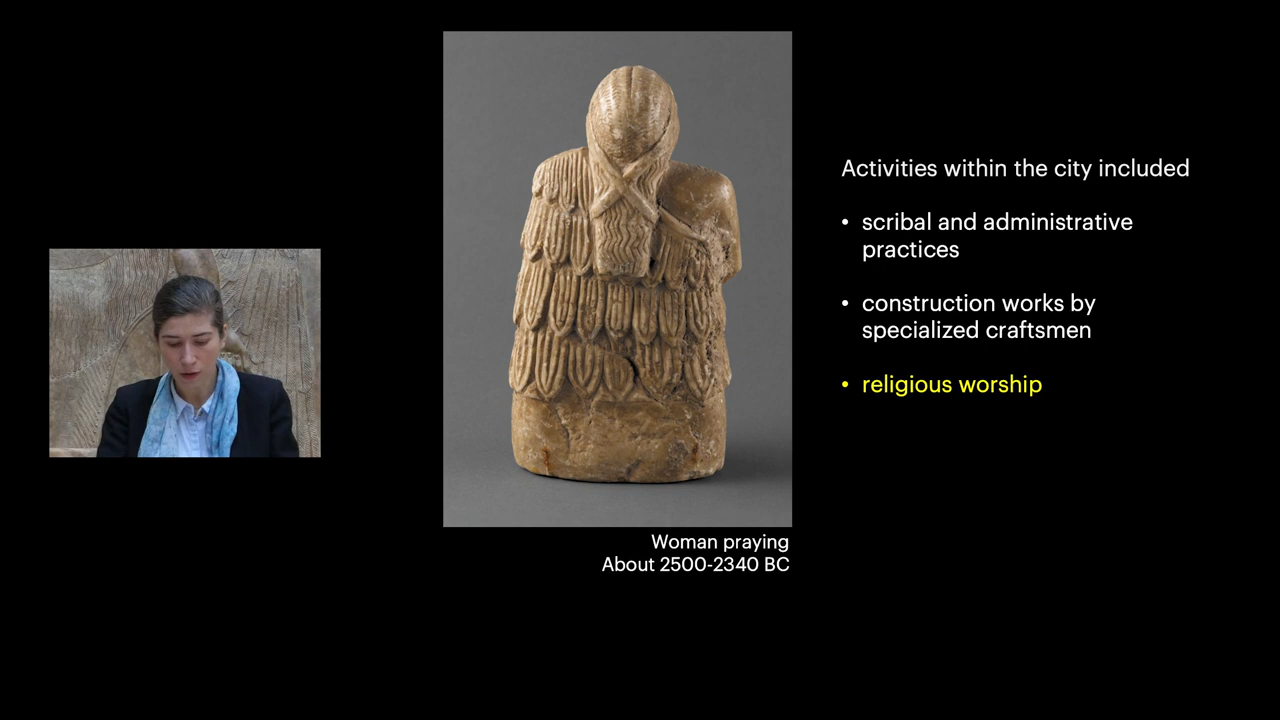 Activities within the city included
• scribal and administrative
practices
• construction works by
specialized craftsmen
• religious worship
Woman praying
About 2500-2340 BC